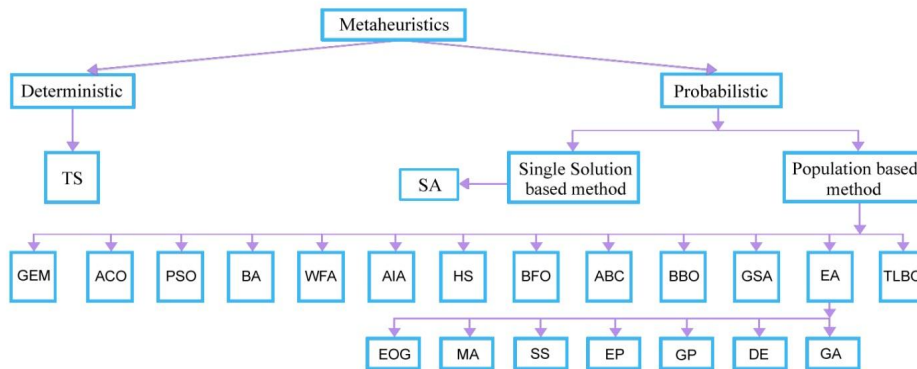 Metaheuristics
Deterministic
Probabilistic
TS
SA
Single Solution
based method
Population based
method
GEM
ACO
PSO
BA
WFA
AIA
HS
BFO
ABC
BBO
GSA
EA
TLBO
EOG
MA
SS
EP
GP
DE
GA